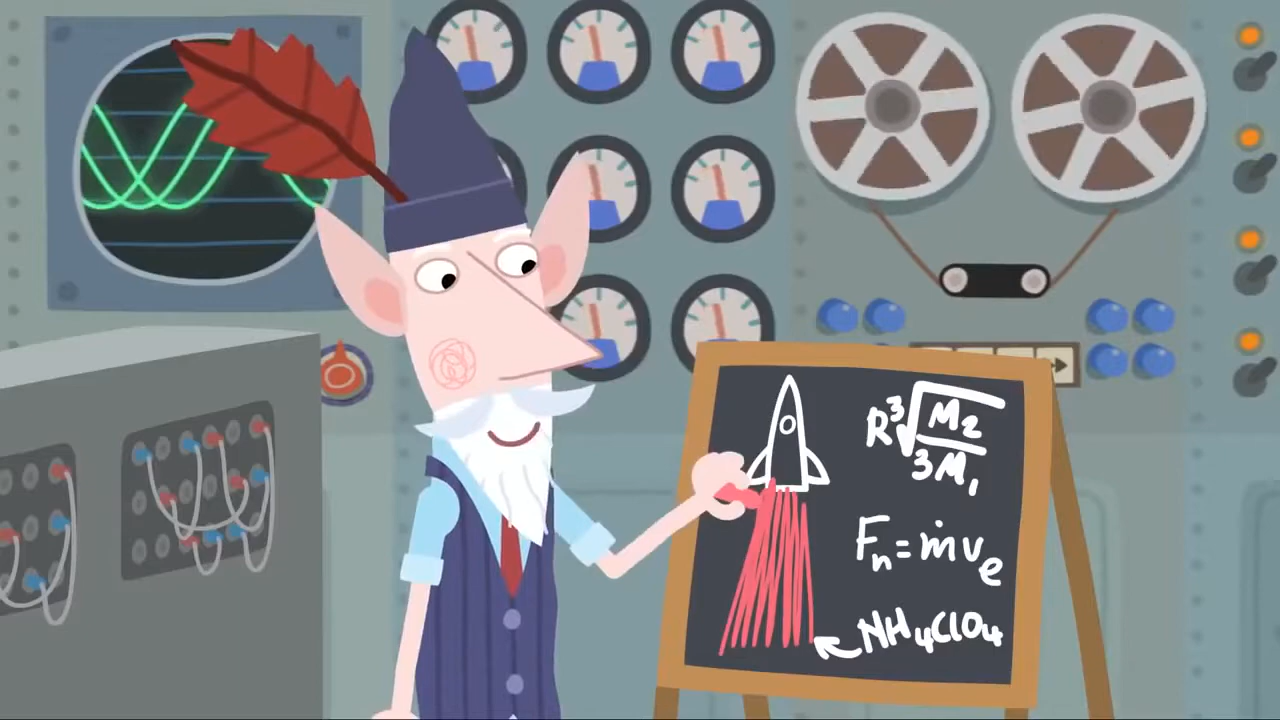 R³√M₂/3M₁
Fₙ=ṁvₑ
NH₄ClO₄